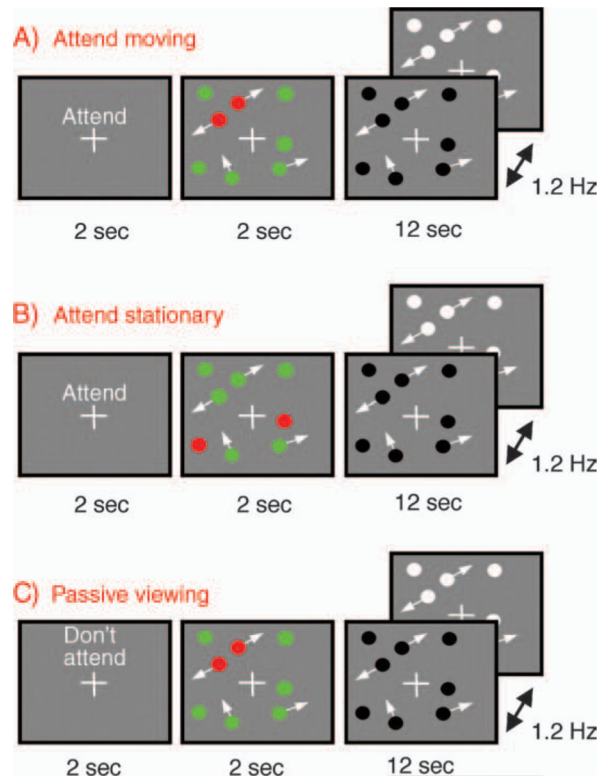 A) Attend moving
Attend
1.2 Hz
2 sec 2 sec 12 sec
B) Attend stationary
Attend
1.2 Hz
2 sec 2 sec 12 sec
C) Passive viewing
Don't
attend
1.2 Hz
2 sec 2 sec 12 sec